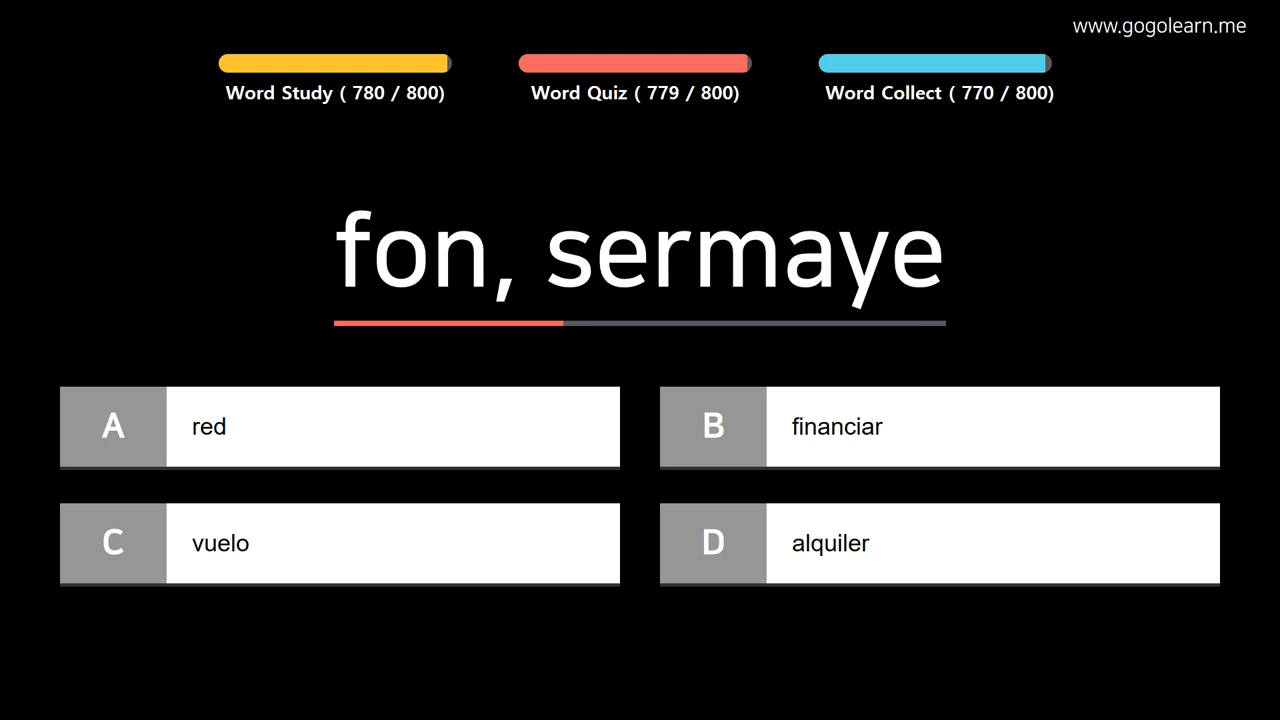 www.gogolearn.me
Word Study ( 780 / 800)
Word Quiz ( 779 / 800)
Word Collect ( 770 / 800)
fon, sermaye
A red
B financiar
C vuelo
D alquiler